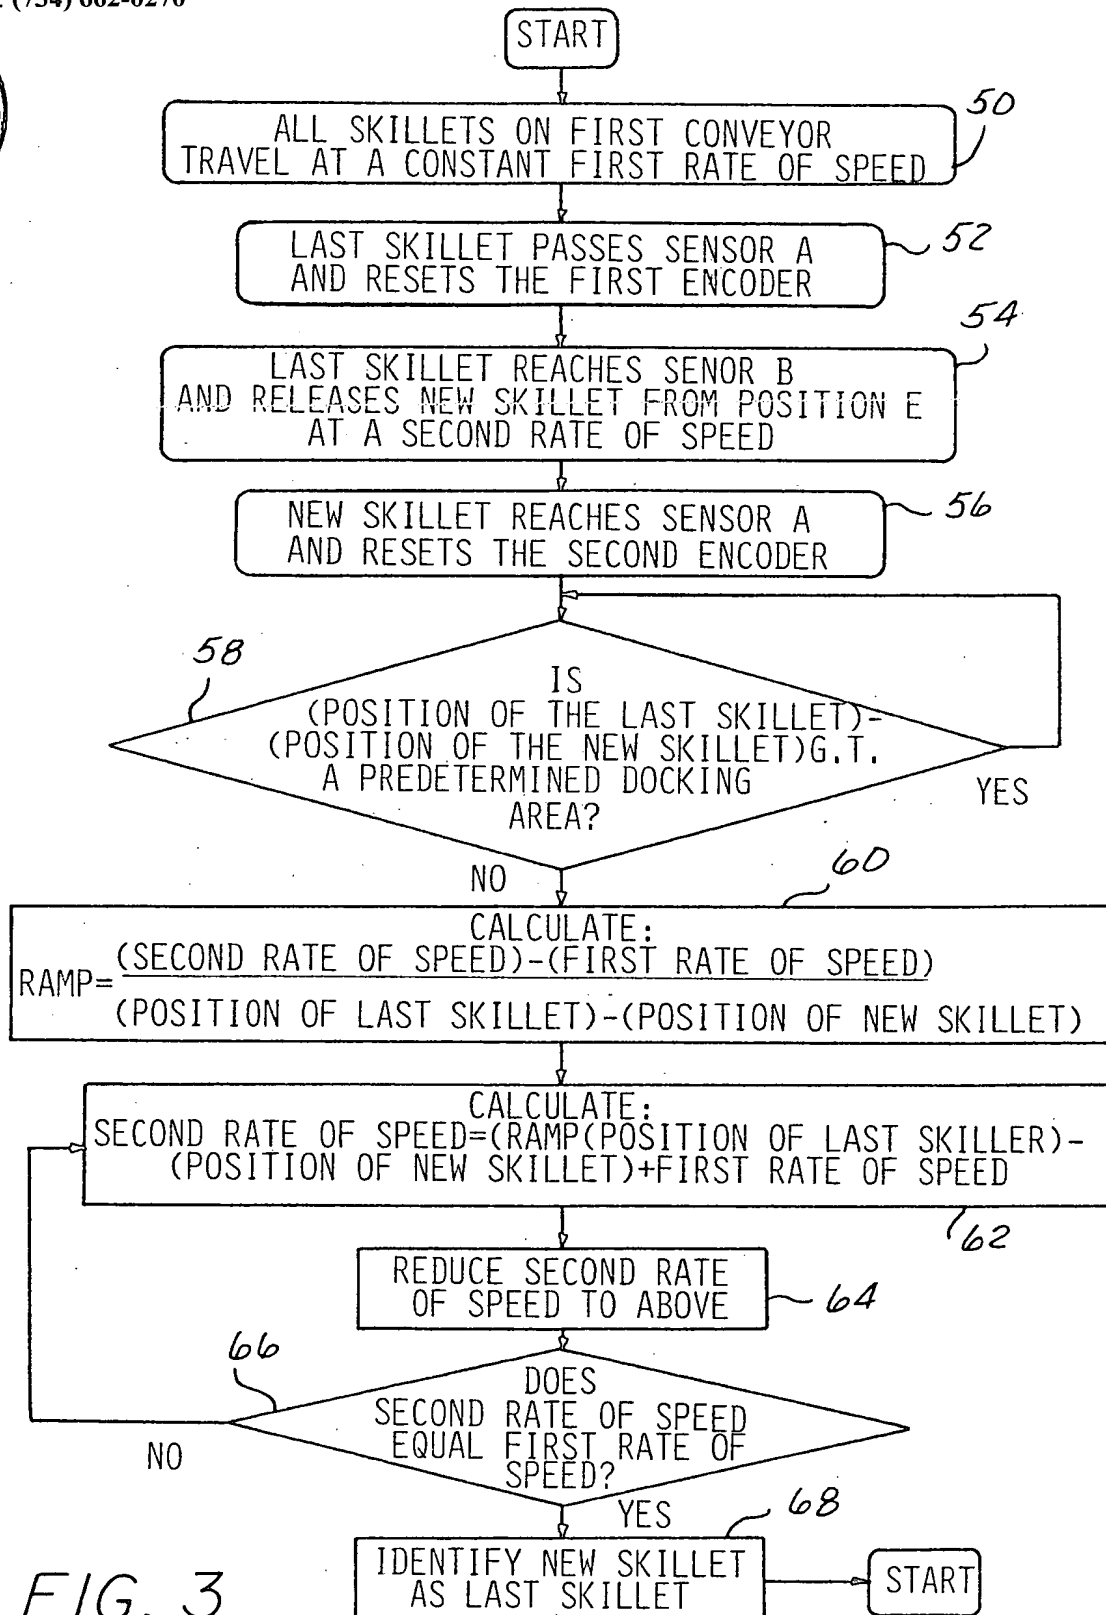 (734) 662-0270
START
50
ALL SKILLETS ON FIRST CONVEYOR
TRAVEL AT A CONSTANT FIRST RATE OF SPEED
52
LAST SKILLET PASSES SENSOR A
AND RESETS THE FIRST ENCODER
54
LAST SKILLET REACHES SENOR B
AND RELEASES NEW SKILLET FROM POSITION E
AT A SECOND RATE OF SPEED
56
NEW SKILLET REACHES SENSOR A
AND RESETS THE SECOND ENCODER
58
IS
(POSITION OF THE LAST SKILLET)-
(POSITION OF THE NEW SKILLET)G.T.
A PREDETERMINED DOCKING
AREA?
YES
NO
60
CALCULATE:
RAMP=
(SECOND RATE OF SPEED)-(FIRST RATE OF SPEED)
(POSITION OF LAST SKILLET)-(POSITION OF NEW SKILLET)
CALCULATE:
SECOND RATE OF SPEED=(RAMP(POSITION OF LAST SKILLER)-
(POSITION OF NEW SKILLET)+FIRST RATE OF SPEED
62
REDUCE SECOND RATE
OF SPEED TO ABOVE
64
66
DOES
SECOND RATE OF SPEED
EQUAL FIRST RATE OF
SPEED?
NO
YES
68
IDENTIFY NEW SKILLET
AS LAST SKILLET
START
FIG. 3